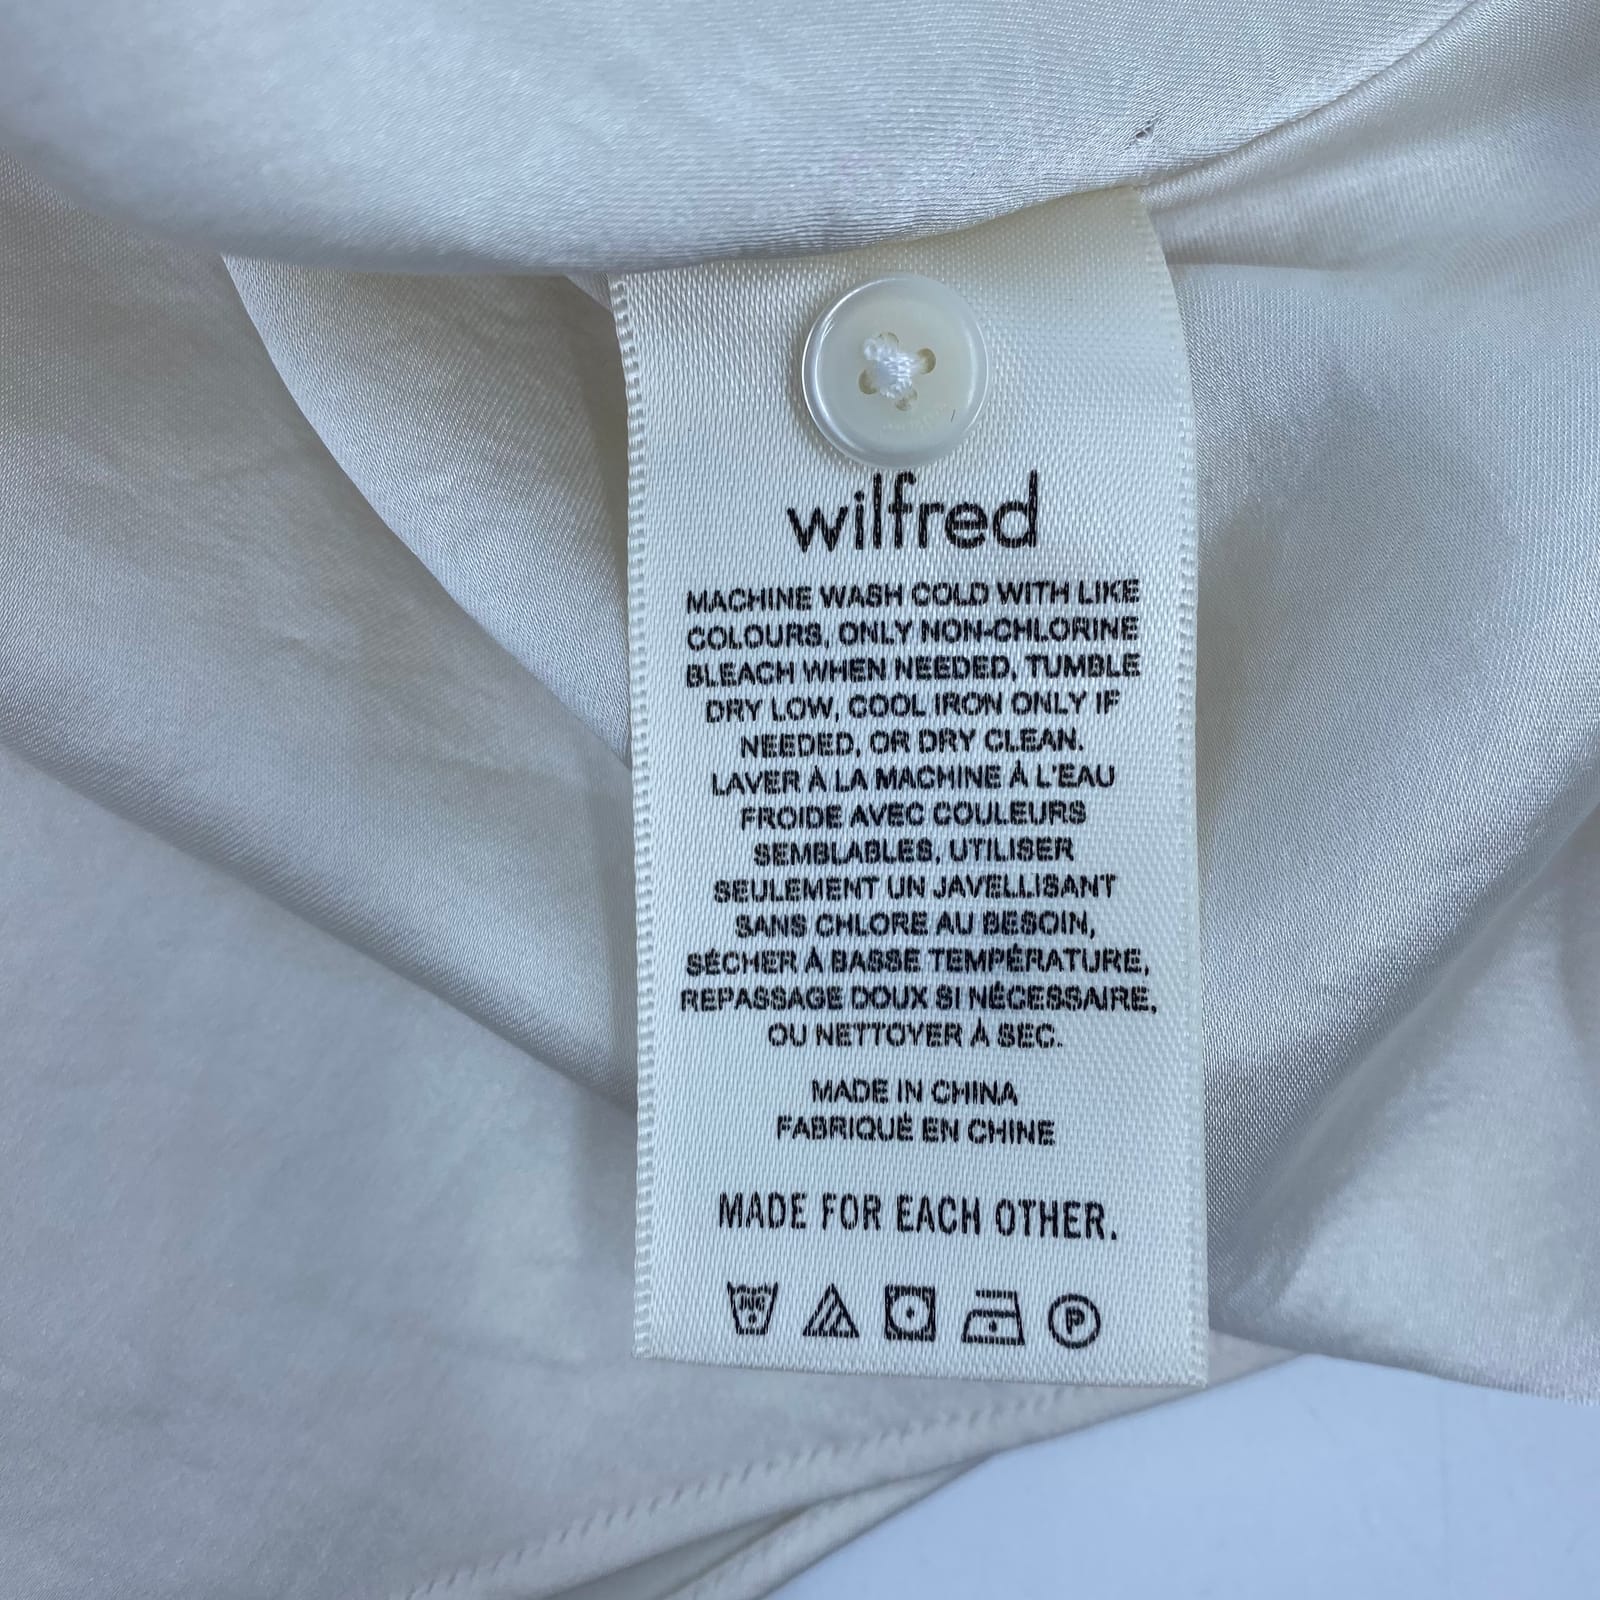 wilfred
MACHINE WASH COLD WITH LIKE
COLOURS, ONLY NON-CHLORINE
BLEACH WHEN NEEDED, TUMBLE
DRY LOW, COOL IRON ONLY IF
NEEDED, OR DRY CLEAN.
LAVER À LA MACHINE À L'EAU
FROIDE AVEC COULEURS
SEMBLABLES, UTILISER
SEULEMENT UN JAVELLISANT
SANS CHLORE AU BESOIN,
SÉCHER À BASSE TEMPÉRATURE,
REPASSAGE DOUX SI NÉCESSAIRE,
OU NETTOYER À SEC.
MADE IN CHINA
FABRIQUÉ EN CHINE
MADE FOR EACH OTHER.
P